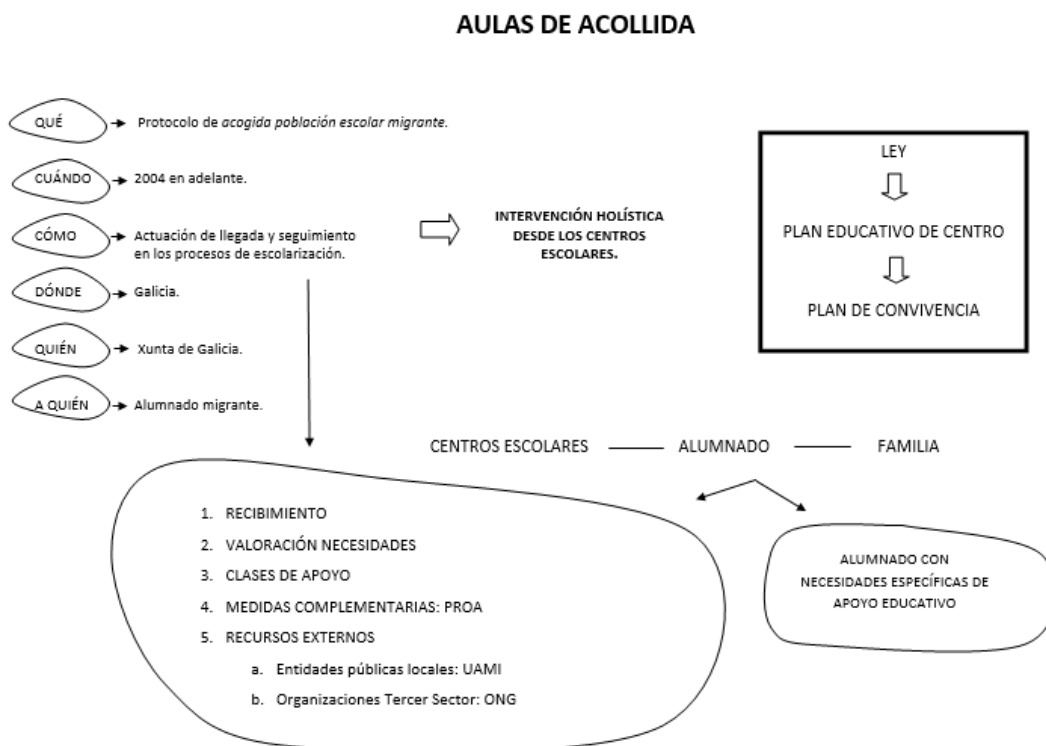 AULAS DE ACOLLIDA
QUÉ
Protocolo de acogida población escolar migrante.
CUÁNDO
2004 en adelante.
CÓMO
Actuación de llegada y seguimiento
en los procesos de escolarización.
DÓNDE
Galicia.
QUIÉN
Xunta de Galicia.
A QUIÉN
Alumnado migrante.
INTERVENCIÓN HOLÍSTICA
DESDE LOS CENTROS
ESCOLARES.
LEY
PLAN EDUCATIVO DE CENTRO
PLAN DE CONVIVENCIA
CENTROS ESCOLARES
ALUMNADO
FAMILIA
1. RECIBIMIENTO
2. VALORACIÓN NECESIDADES
3. CLASES DE APOYO
4. MEDIDAS COMPLEMENTARIAS: PROA
5. RECURSOS EXTERNOS
a. Entidades públicas locales: UAMI
b. Organizaciones Tercer Sector: ONG
ALUMNADO CON
NECESIDADES ESPECÍFICAS DE
APOYO EDUCATIVO